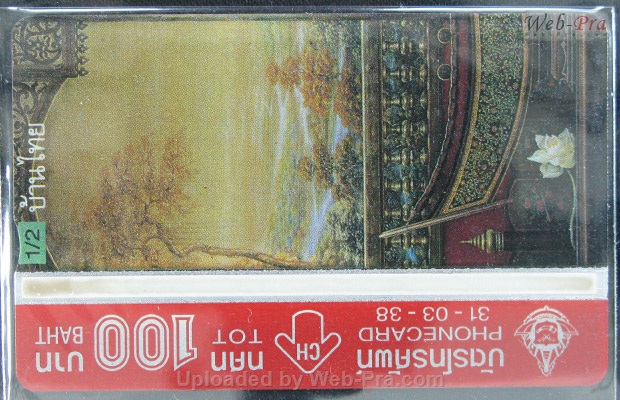 Web-Pra
บ้านไทย
1/2
บัตรโทรศัพท์
PHONECARD
31 - 03 - 38
CH
ทศท
TOT
100
บาท
BAHT
Uploaded by Web-Pra.com